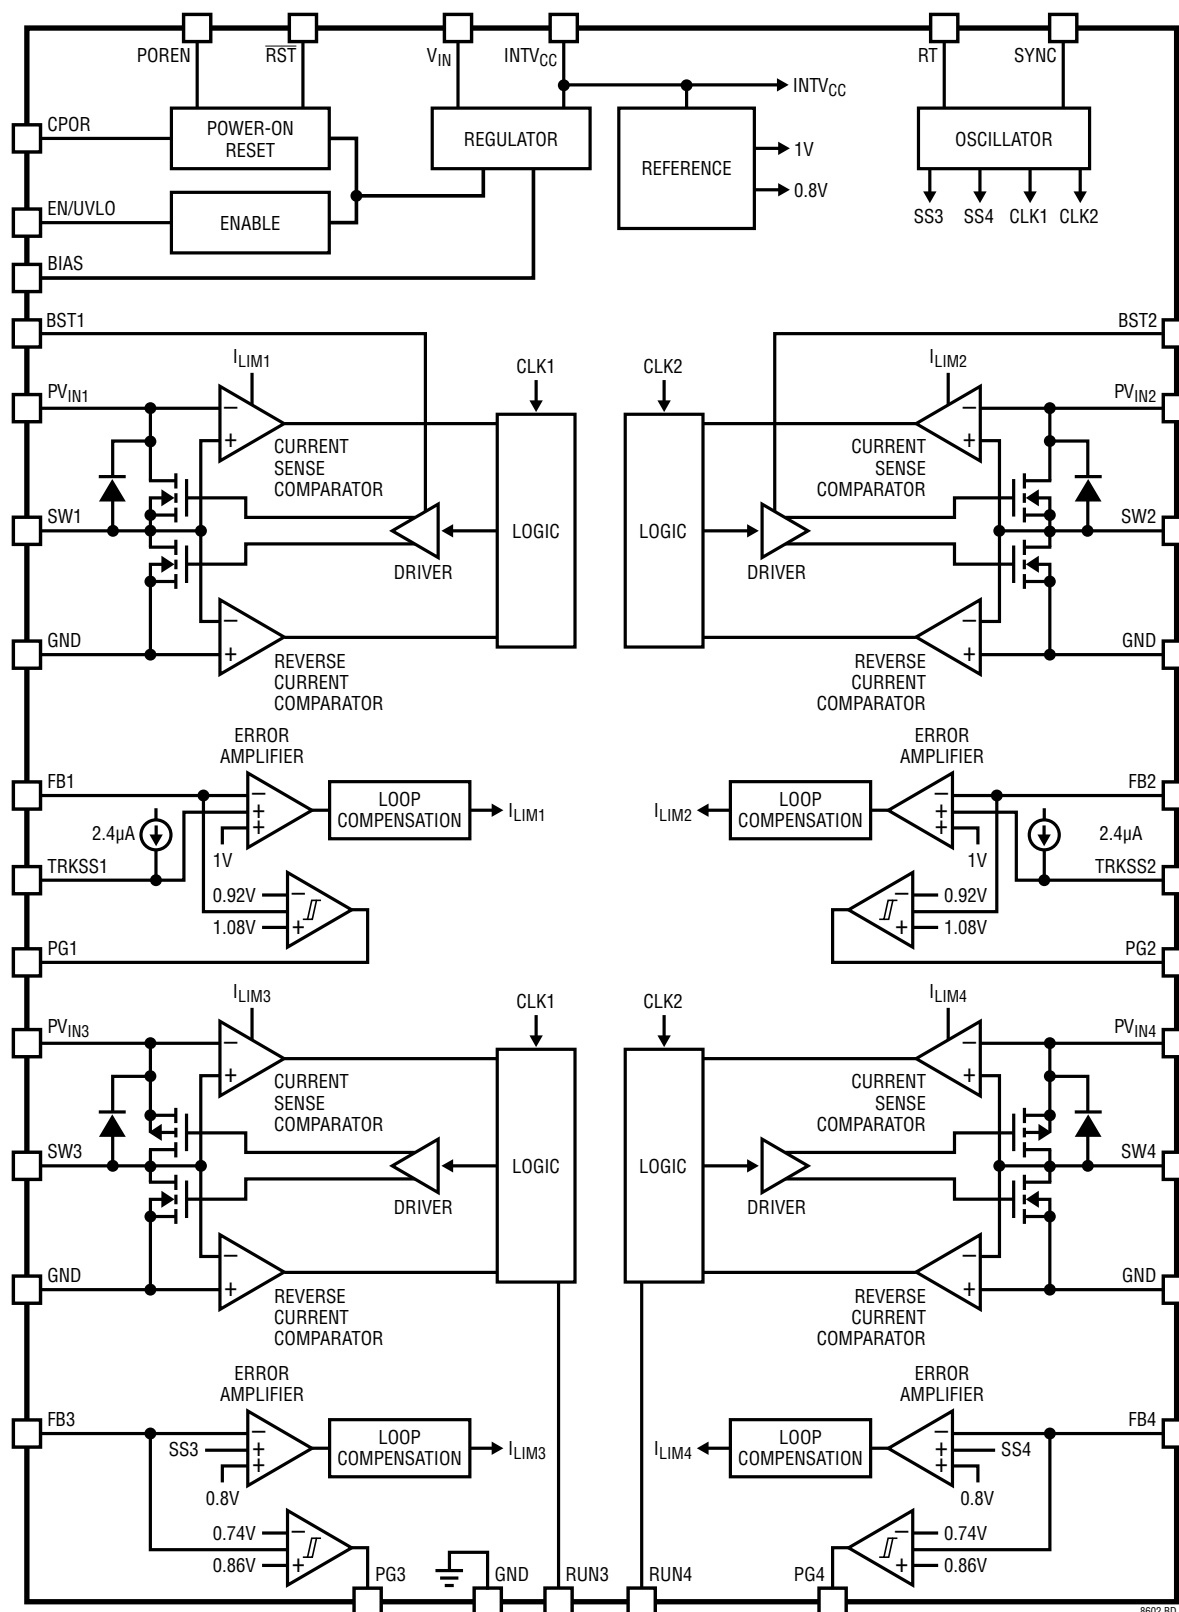 POREN RST VIN INTVCC RT SYNC
INTVCC
CPOR POWER-ON RESET REGULATOR REFERENCE 1V 0.8V OSCILLATOR
EN/UVLO ENABLE SS3 SS4 CLK1 CLK2
BIAS
BST1 BST2
ILIM1 CLK1 CLK2 ILIM2
PVIN1 PVIN2
− −
+ +
CURRENT SENSE COMPARATOR CURRENT SENSE COMPARATOR
SW1 LOGIC LOGIC SW2
DRIVER DRIVER
− −
GND + + GND
REVERSE CURRENT COMPARATOR REVERSE CURRENT COMPARATOR
ERROR AMPLIFIER ERROR AMPLIFIER
FB1 − + + LOOP COMPENSATION ILIM1 ILIM2 LOOP COMPENSATION − + + FB2
2.4µA 1V 1V 2.4µA
TRKSS1 TRKSS2
0.92V − − 0.92V
1.08V + + 1.08V
PG1 PG2
ILIM3 CLK1 CLK2 ILIM4
PVIN3 PVIN4
− −
+ +
CURRENT SENSE COMPARATOR CURRENT SENSE COMPARATOR
SW3 LOGIC LOGIC SW4
DRIVER DRIVER
− −
GND + + GND
REVERSE CURRENT COMPARATOR REVERSE CURRENT COMPARATOR
ERROR AMPLIFIER ERROR AMPLIFIER
FB3 − + + LOOP COMPENSATION ILIM3 ILIM4 LOOP COMPENSATION − + + FB4
SS3 SS4
0.8V 0.8V
0.74V − − 0.74V
0.86V + + 0.86V
PG3 GND RUN3 RUN4 PG4
8602 BD